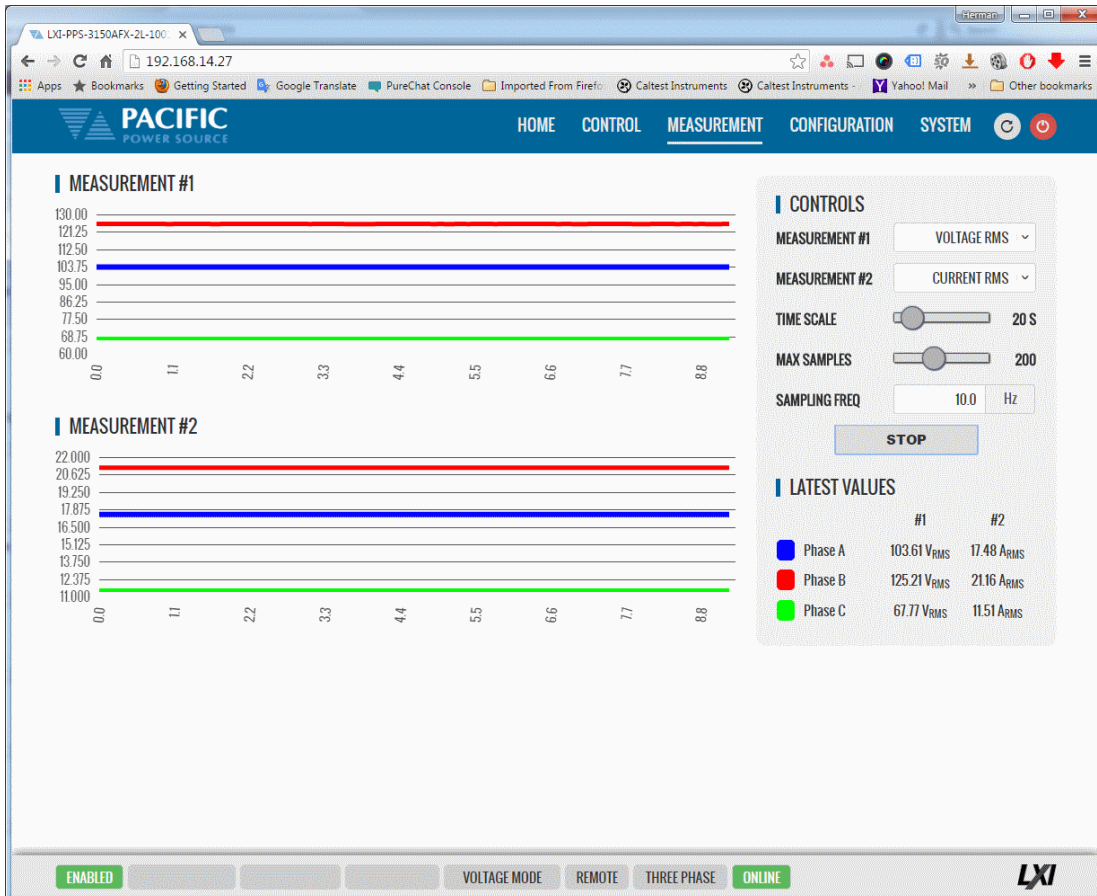 Herman
LXI-PPS-3150AFX-2L-100
192.168.14.27
Apps Bookmarks Getting Started Google Translate PureChat Console Imported From Firefo Caltest Instruments Caltest Instruments - Yahoo! Mail » Other bookmarks
PACIFIC
POWER SOURCE
HOME CONTROL MEASUREMENT CONFIGURATION SYSTEM
MEASUREMENT #1
130.00
121.25
112.50
103.75
95.00
86.25
77.50
68.75
60.00
0.0 1.1 2.2 3.3 4.4 5.5 6.6 7.7 8.8
MEASUREMENT #2
22.000
20.625
19.250
17.875
16.500
15.125
13.750
12.375
11.000
0.0 1.1 2.2 3.3 4.4 5.5 6.6 7.7 8.8
CONTROLS
MEASUREMENT #1 VOLTAGE RMS
MEASUREMENT #2 CURRENT RMS
TIME SCALE 20 S
MAX SAMPLES 200
SAMPLING FREQ 10.0 Hz
STOP
LATEST VALUES
#1 #2
Phase A 103.61 VRMS 17.48 ARMS
Phase B 125.21 VRMS 21.16 ARMS
Phase C 67.77 VRMS 11.51 ARMS
ENABLED VOLTAGE MODE REMOTE THREE PHASE ONLINE
LXI